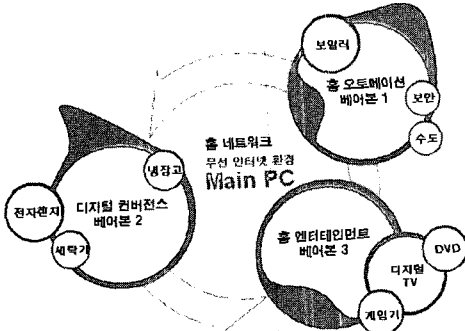 보일러
홈 오토메이션
베어본 1
보안
수도
홈 네트워크
무선 인터넷 환경
Main PC
냉장고
전자렌지
디지털 컨버전스
베어본 2
세탁기
홈 엔터테인먼트
베어본 3
DVD
디지털
TV
게임기